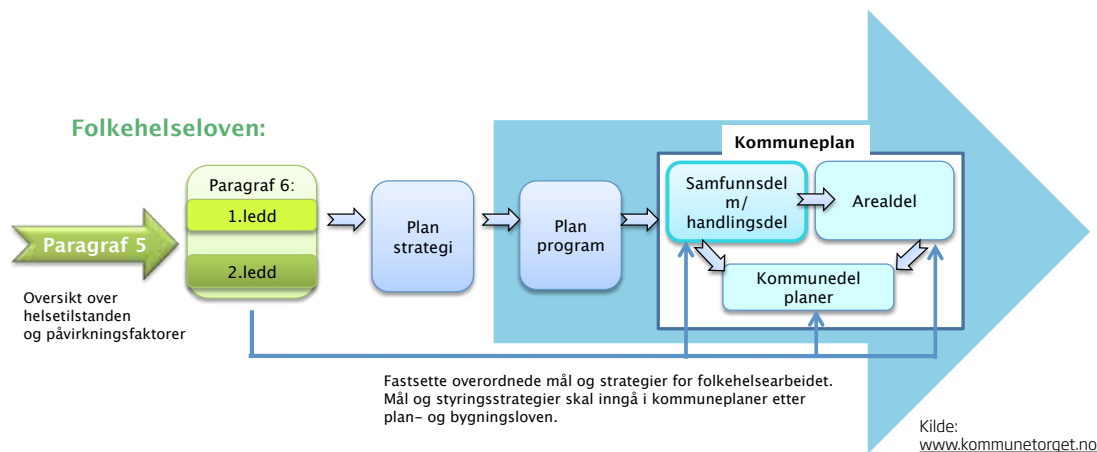 Folkehelseloven:
Paragraf 5
Oversikt over
helsetilstanden
og påvirkningsfaktorer
Paragraf 6:
1.ledd
2.ledd
Plan
strategi
Plan
program
Kommuneplan
Samfunnsdel
m/
handlingsdel
Arealdel
Kommunedel
planer
Fastsette overordnede mål og strategier for folkehelsearbeidet.
Mål og styringsstrategier skal inngå i kommuneplaner etter
plan– og bygningsloven.
Kilde:
www.kommunetorget.no